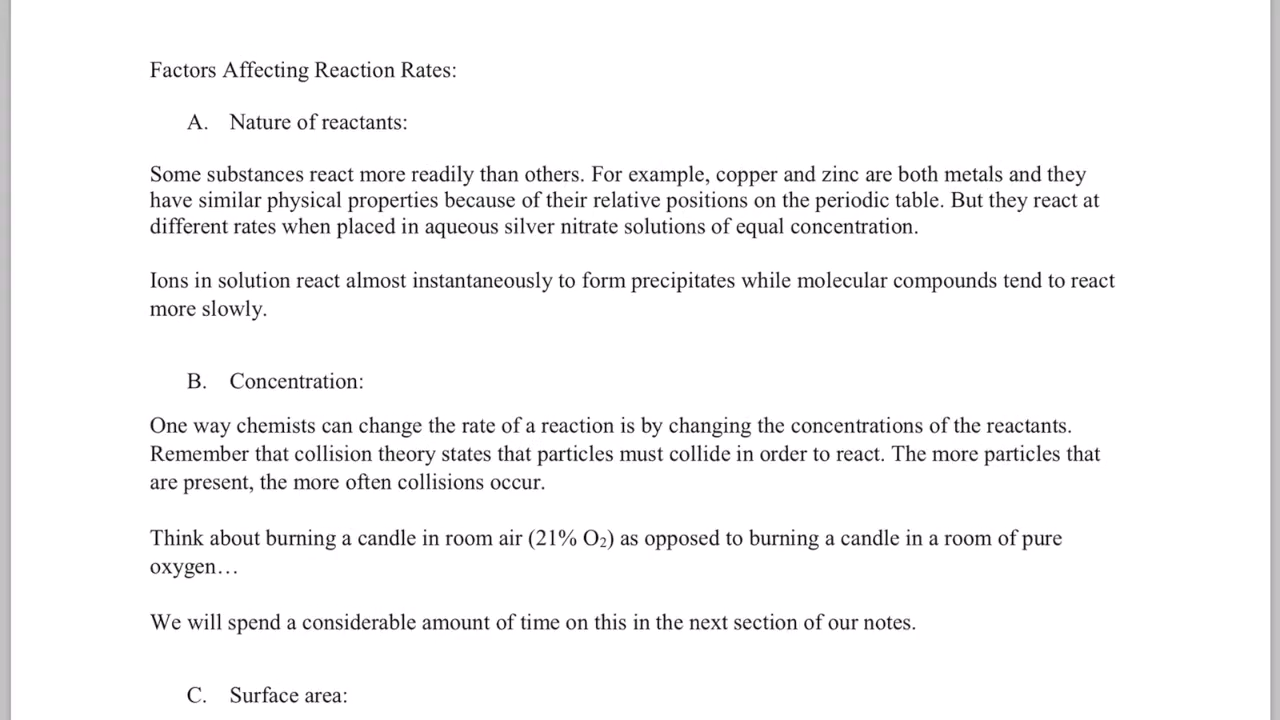 Factors Affecting Reaction Rates:
A. Nature of reactants:
Some substances react more readily than others. For example, copper and zinc are both metals and they
have similar physical properties because of their relative positions on the periodic table. But they react at
different rates when placed in aqueous silver nitrate solutions of equal concentration.
Ions in solution react almost instantaneously to form precipitates while molecular compounds tend to react
more slowly.
B. Concentration:
One way chemists can change the rate of a reaction is by changing the concentrations of the reactants.
Remember that collision theory states that particles must collide in order to react. The more particles that
are present, the more often collisions occur.
Think about burning a candle in room air (21% O₂) as opposed to burning a candle in a room of pure
oxygen…
We will spend a considerable amount of time on this in the next section of our notes.
C. Surface area: